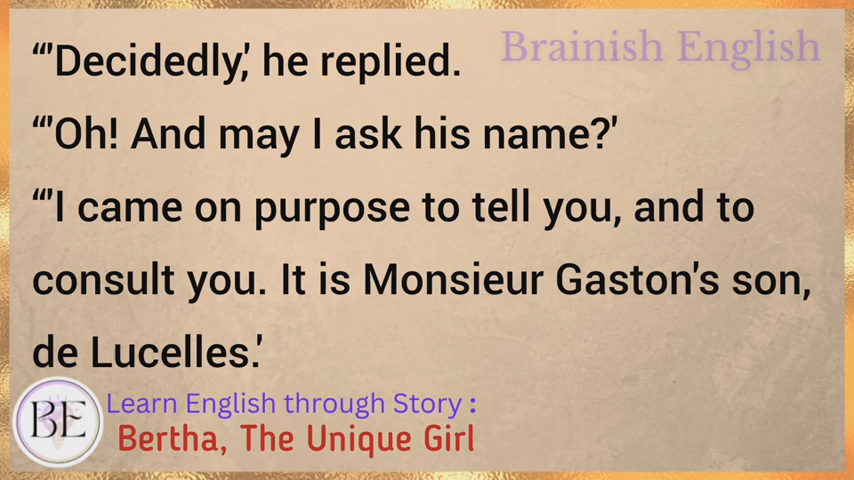 “‘Decidedly,’ he replied.
Brainish English
“‘Oh! And may I ask his name?’
“‘I came on purpose to tell you, and to
consult you. It is Monsieur Gaston's son,
de Lucelles.’
BE
Learn English through Story :
Bertha, The Unique Girl